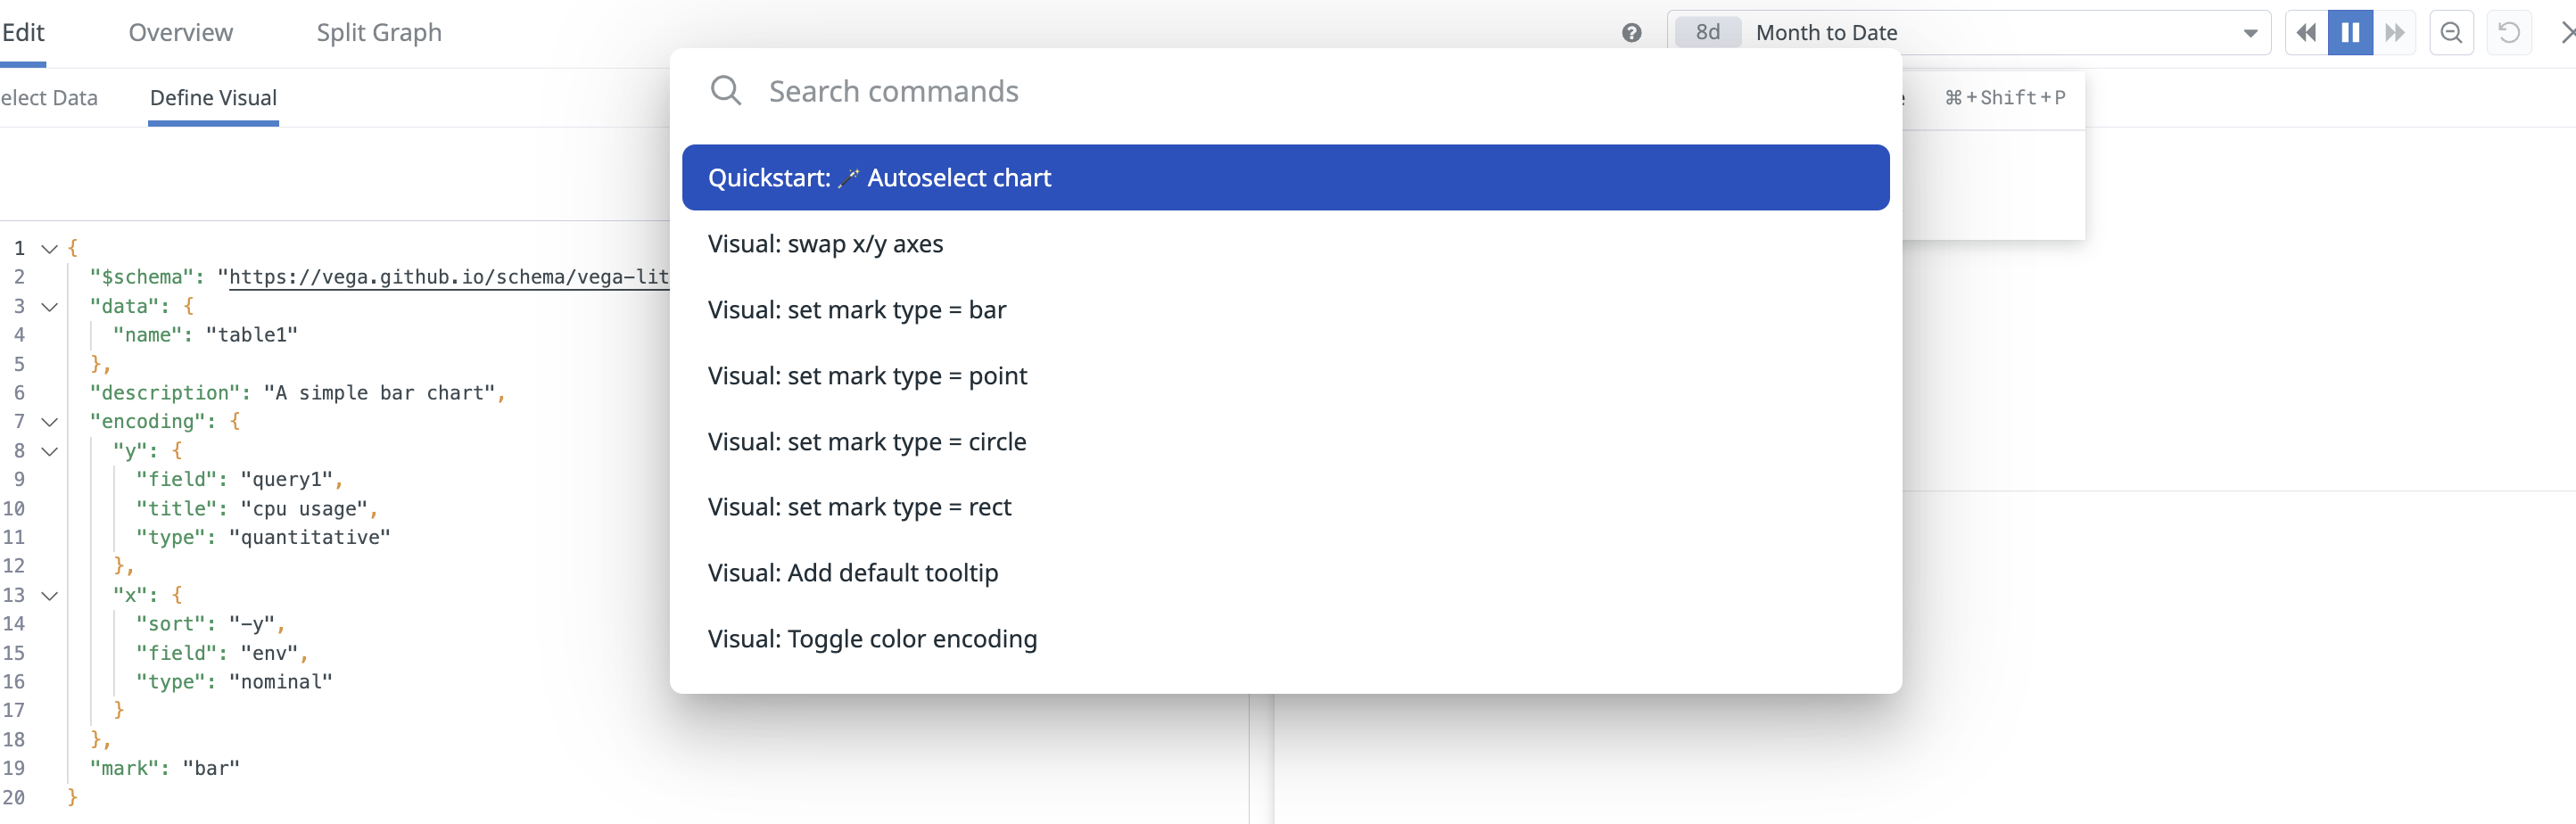 Edit Overview Split Graph
8d Month to Date
elect Data Define Visual
⌘+Shift+P
Search commands
Quickstart: 🪄 Autoselect chart
Visual: swap x/y axes
Visual: set mark type = bar
Visual: set mark type = point
Visual: set mark type = circle
Visual: set mark type = rect
Visual: Add default tooltip
Visual: Toggle color encoding
1 {
2 "$schema": "https://vega.github.io/schema/vega-lit
3 "data": {
4 "name": "table1"
5 },
6 "description": "A simple bar chart",
7 "encoding": {
8 "y": {
9 "field": "query1",
10 "title": "cpu usage",
11 "type": "quantitative"
12 },
13 "x": {
14 "sort": "-y",
15 "field": "env",
16 "type": "nominal"
17 }
18 },
19 "mark": "bar"
20 }